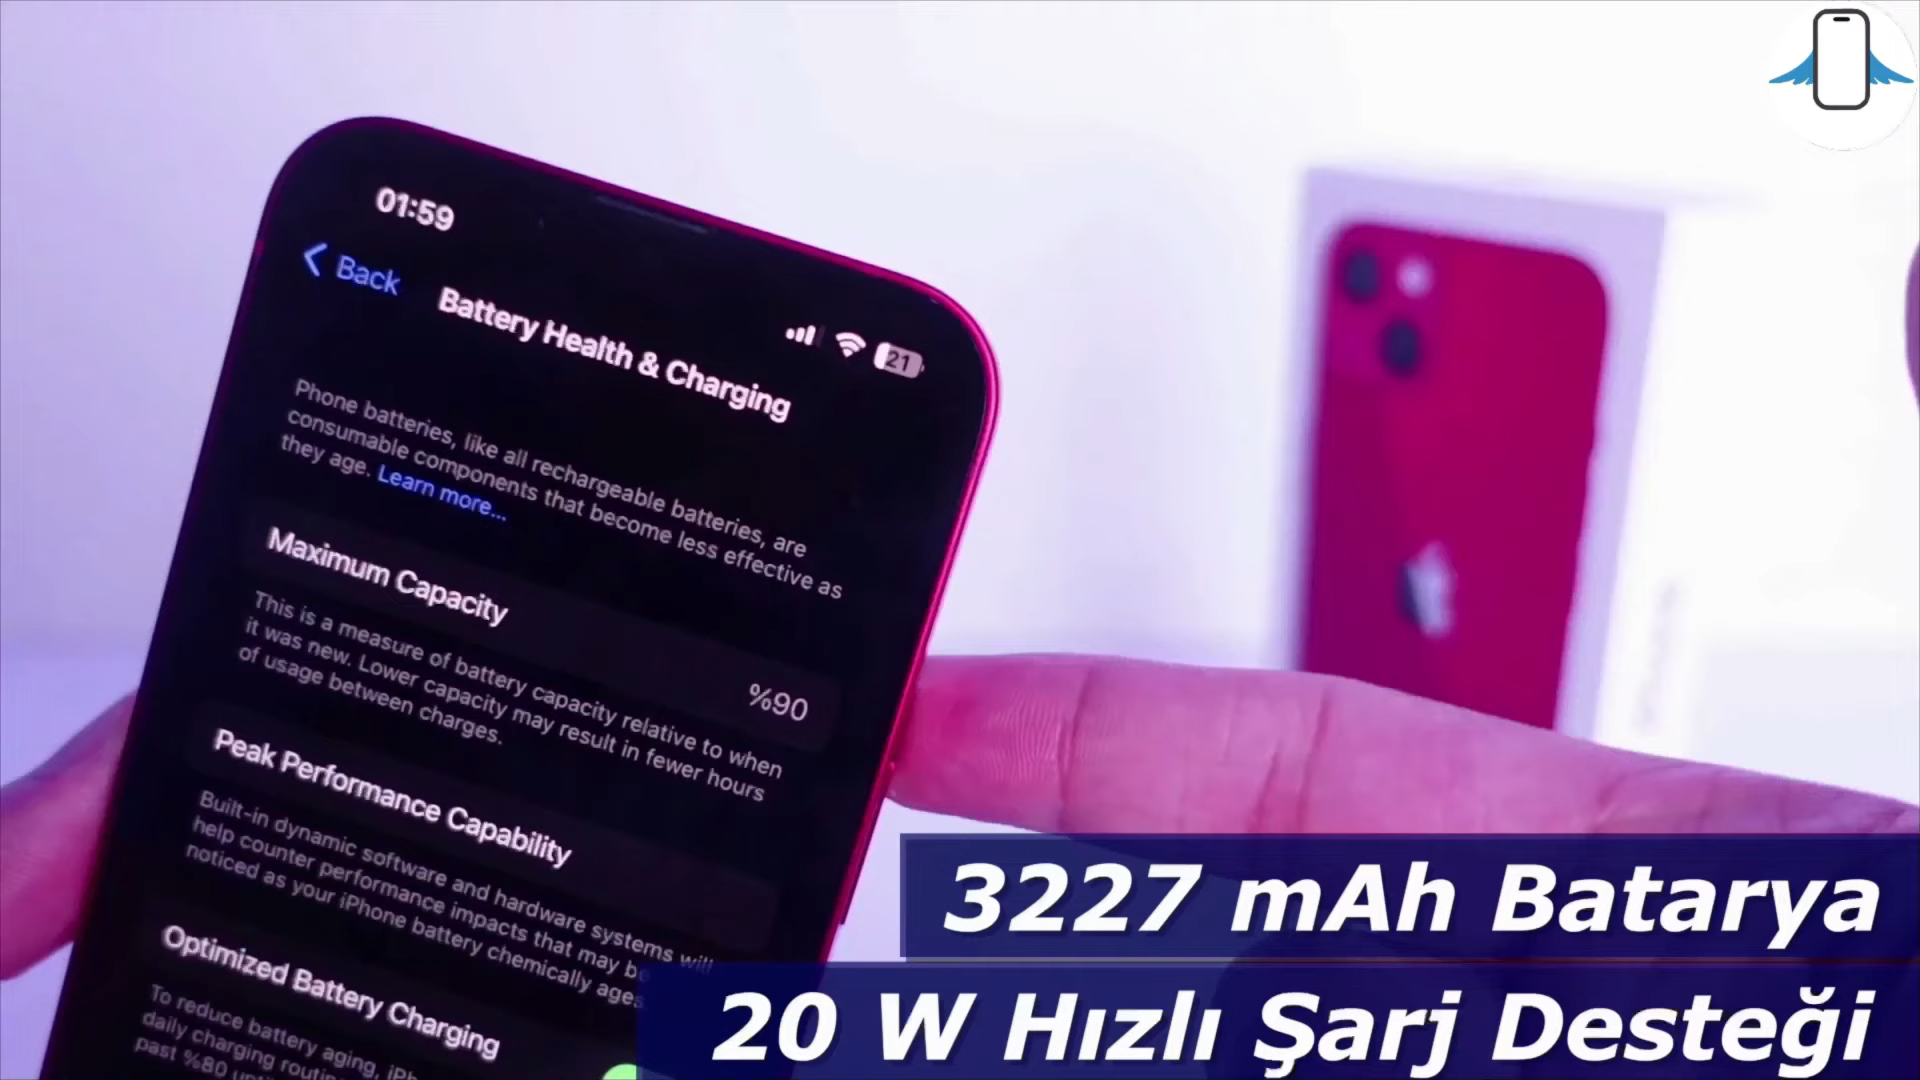 01:59
21
Back
Battery Health & Charging
Phone batteries, like all rechargeable batteries, are
consumable components that become less effective as
they age. Learn more...
Maximum Capacity
%90
This is a measure of battery capacity relative to when
it was new. Lower capacity may result in fewer hours
of usage between charges.
Peak Performance Capability
Built-in dynamic software and hardware systems will
help counter performance impacts that may be
noticed as your iPhone battery chemically ages
Optimized Battery Charging
To reduce battery aging, iPh
daily charging routin
past %80 unti
3227 mAh Batarya
20 W Hızlı Şarj Desteği